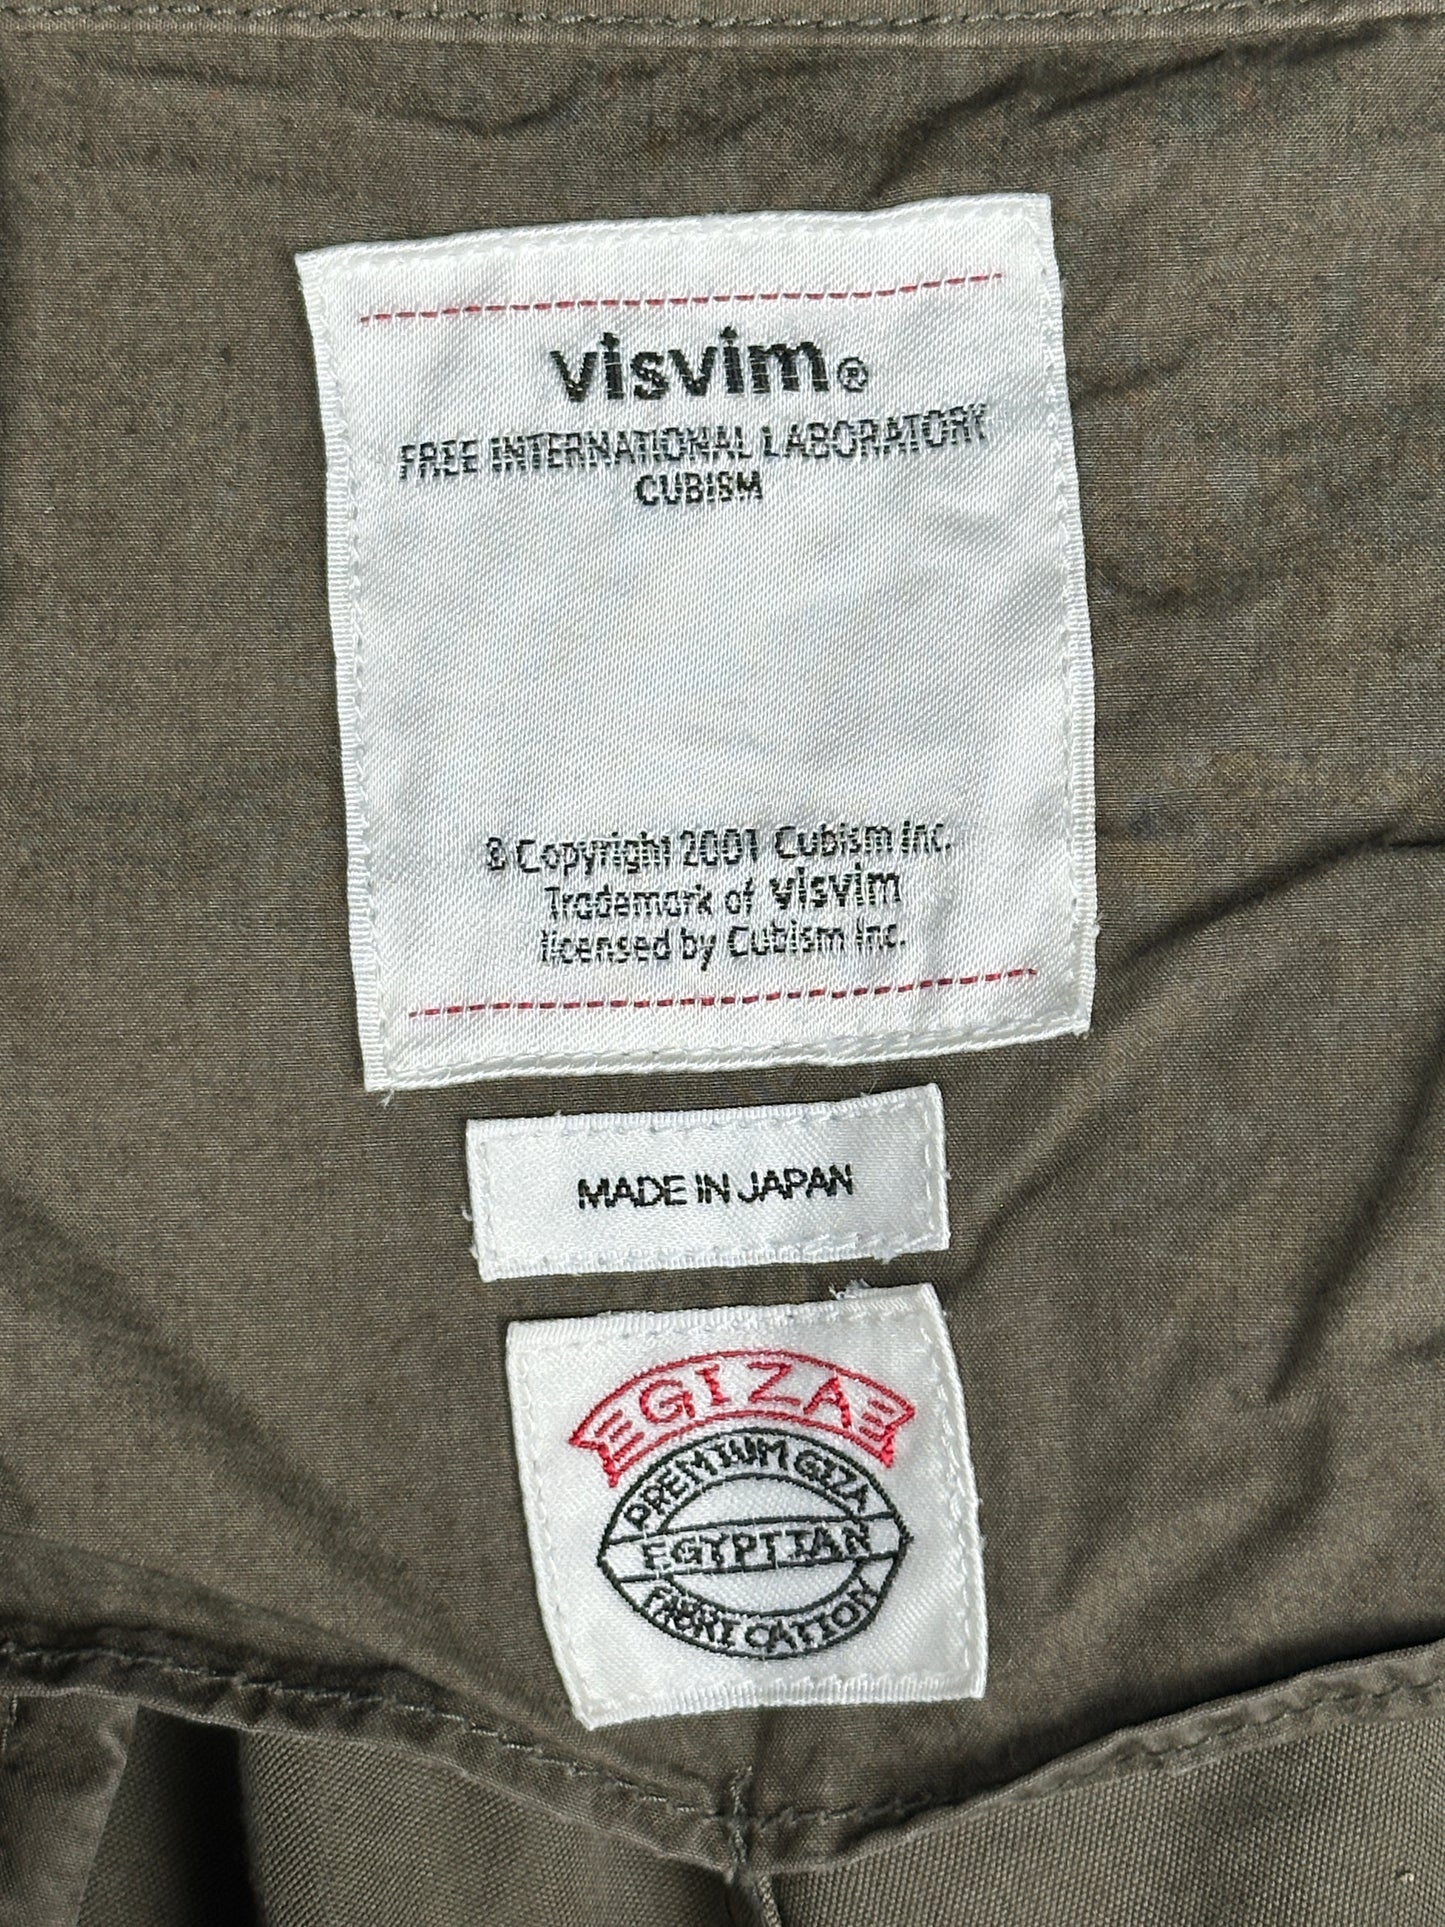 visvim®
FREE INTERNATIONAL LABORATORY
CUBISM
© Copyright 2001 Cubism Inc.
Trademark of visvim
licensed by Cubism Inc.
MADE IN JAPAN
GIZA
PREMIUM GIZA
EGYPTIAN
FABRICATION